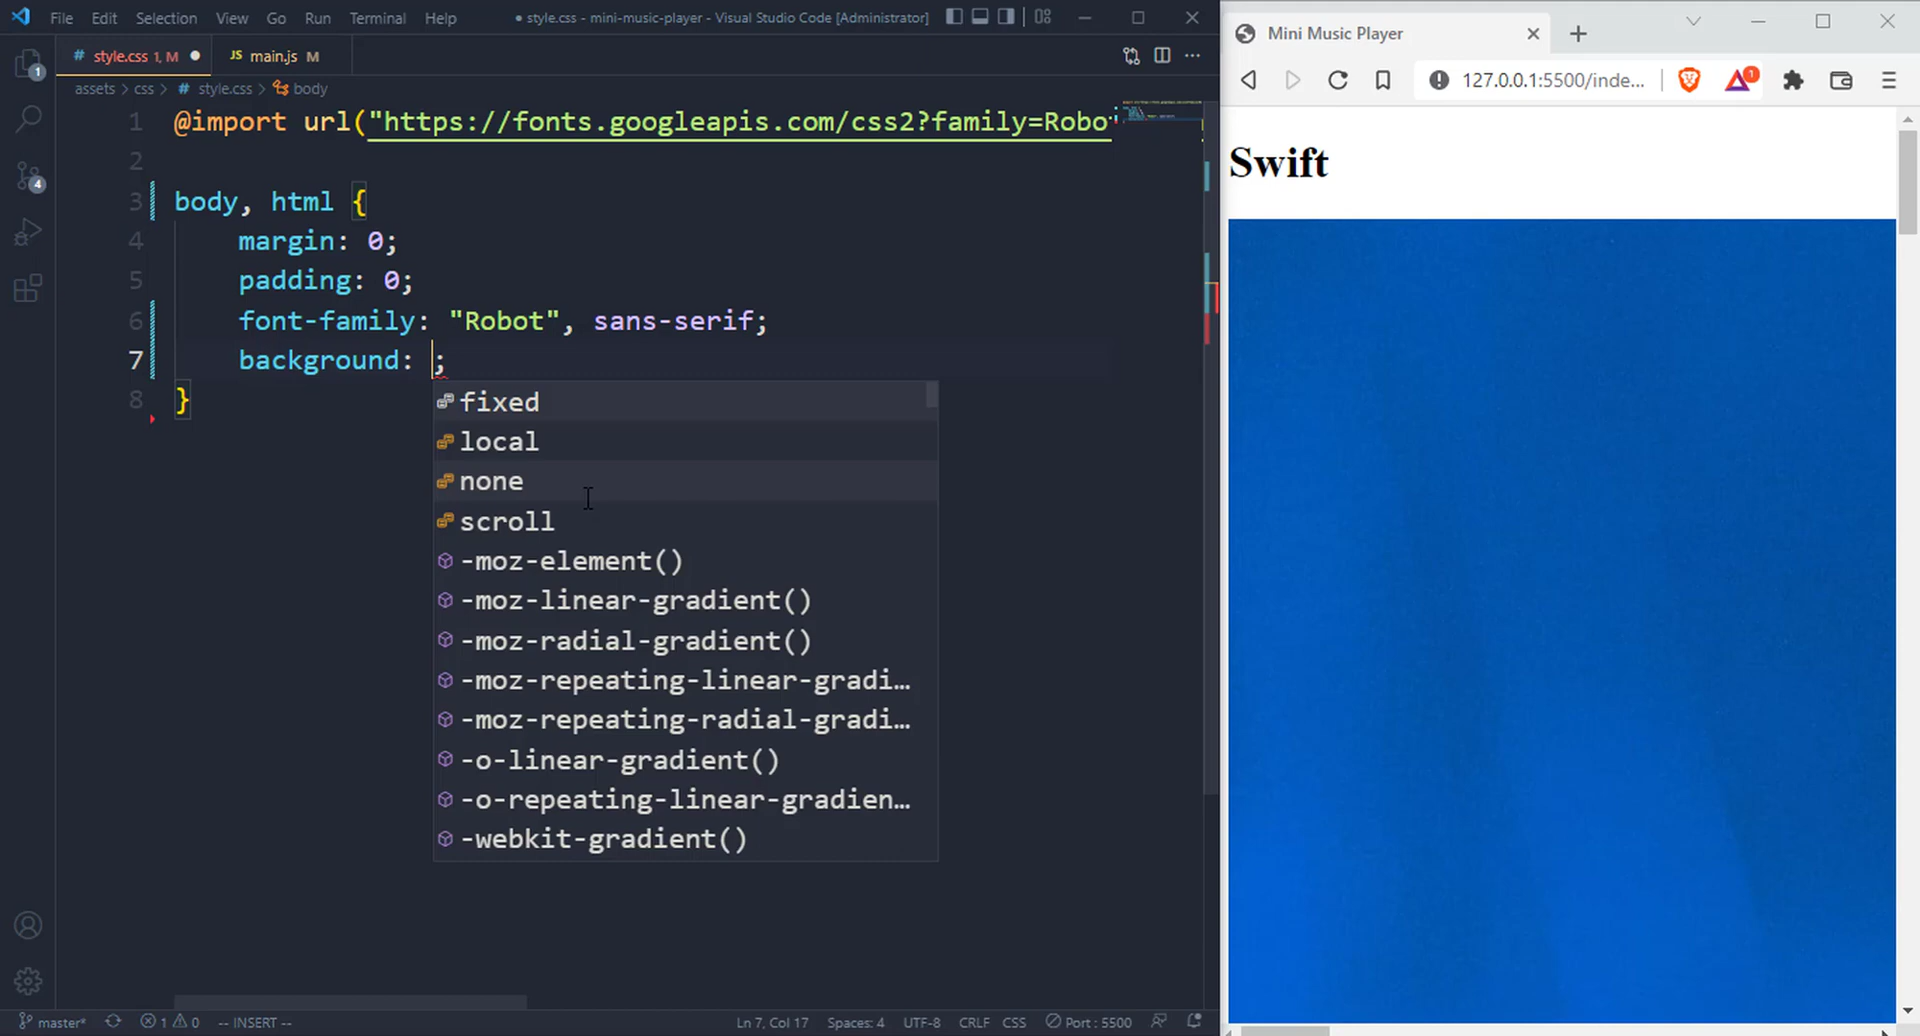 File Edit Selection View Go Run Terminal Help
● style.css - mini-music-player - Visual Studio Code [Administrator]
# style.css 1, M ●
JS main.js M
assets > css > # style.css > body
1 @import url("https://fonts.googleapis.com/css2?family=Robo
2
3 body, html {
4 margin: 0;
5 padding: 0;
6 font-family: "Robot", sans-serif;
7 background: ;
8 }
fixed
local
none
scroll
-moz-element()
-moz-linear-gradient()
-moz-radial-gradient()
-moz-repeating-linear-gradi...
-moz-repeating-radial-gradi...
-o-linear-gradient()
-o-repeating-linear-gradien...
-webkit-gradient()
1
4
master* 1 0 -- INSERT --
Ln 7, Col 17 Spaces: 4 UTF-8 CRLF CSS Port : 5500
Mini Music Player
127.0.0.1:5500/inde...
1
Swift